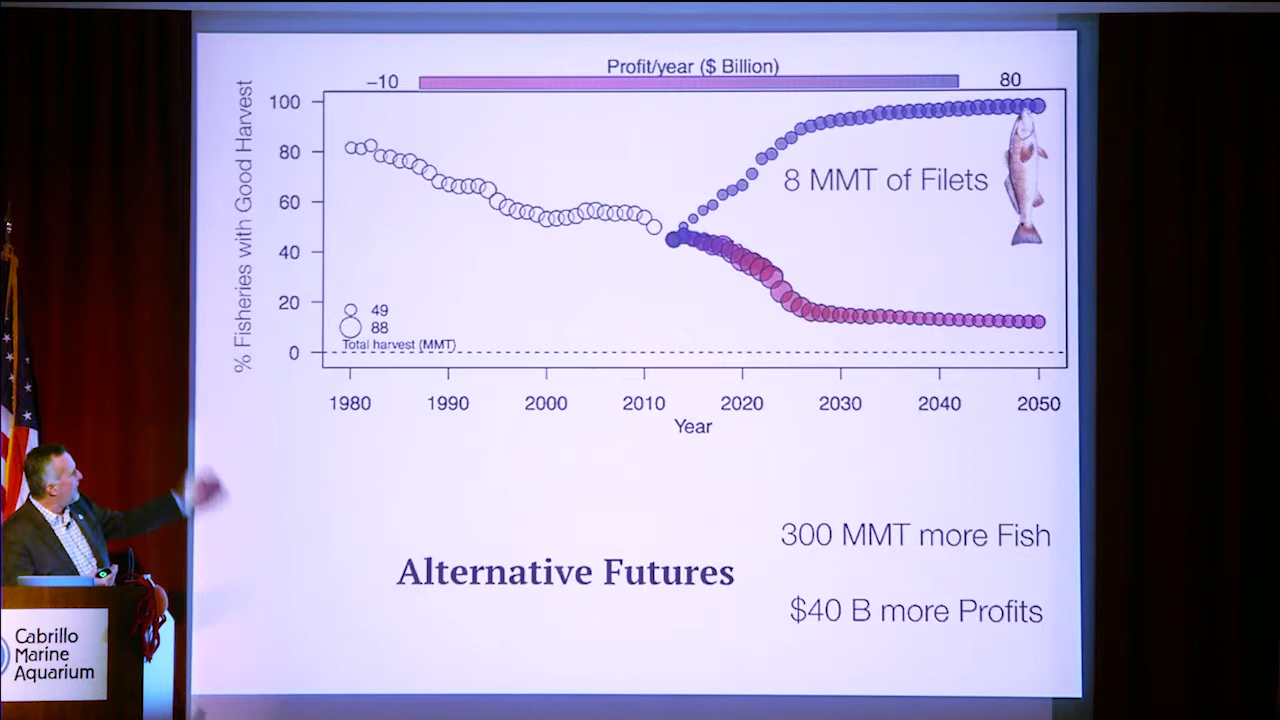 Profit/year ($ Billion)
−10
80
% Fisheries with Good Harvest
100
80
60
40
20
0
8 MMT of Filets
49
88
Total harvest (MMT)
1980 1990 2000 2010 2020 2030 2040 2050
Year
300 MMT more Fish
Alternative Futures
$40 B more Profits
Cabrillo
Marine
Aquarium